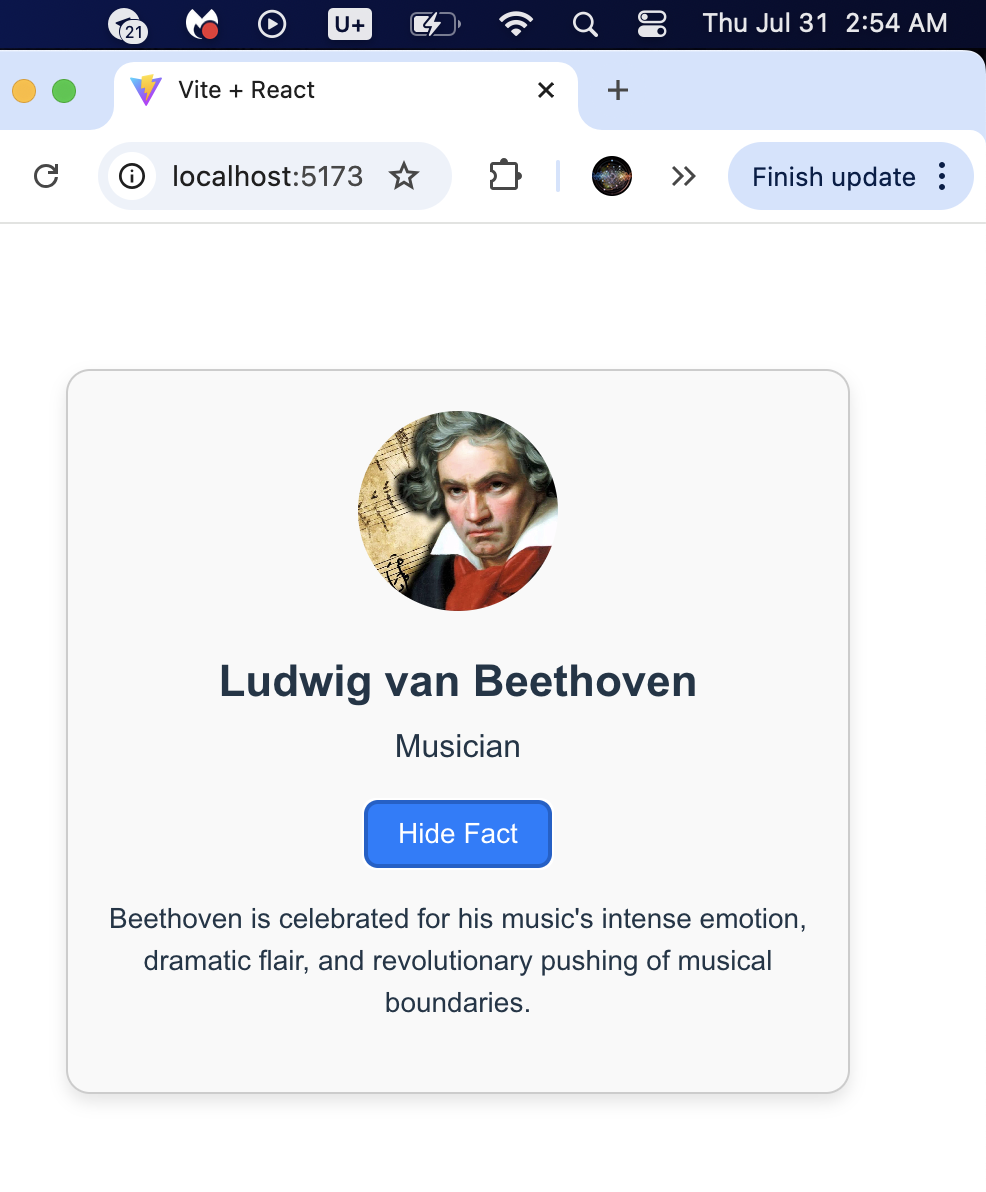 21 U+ Thu Jul 31 2:54 AM
Vite + React
localhost:5173 Finish update
Ludwig van Beethoven
Musician
Hide Fact
Beethoven is celebrated for his music's intense emotion,
dramatic flair, and revolutionary pushing of musical
boundaries.